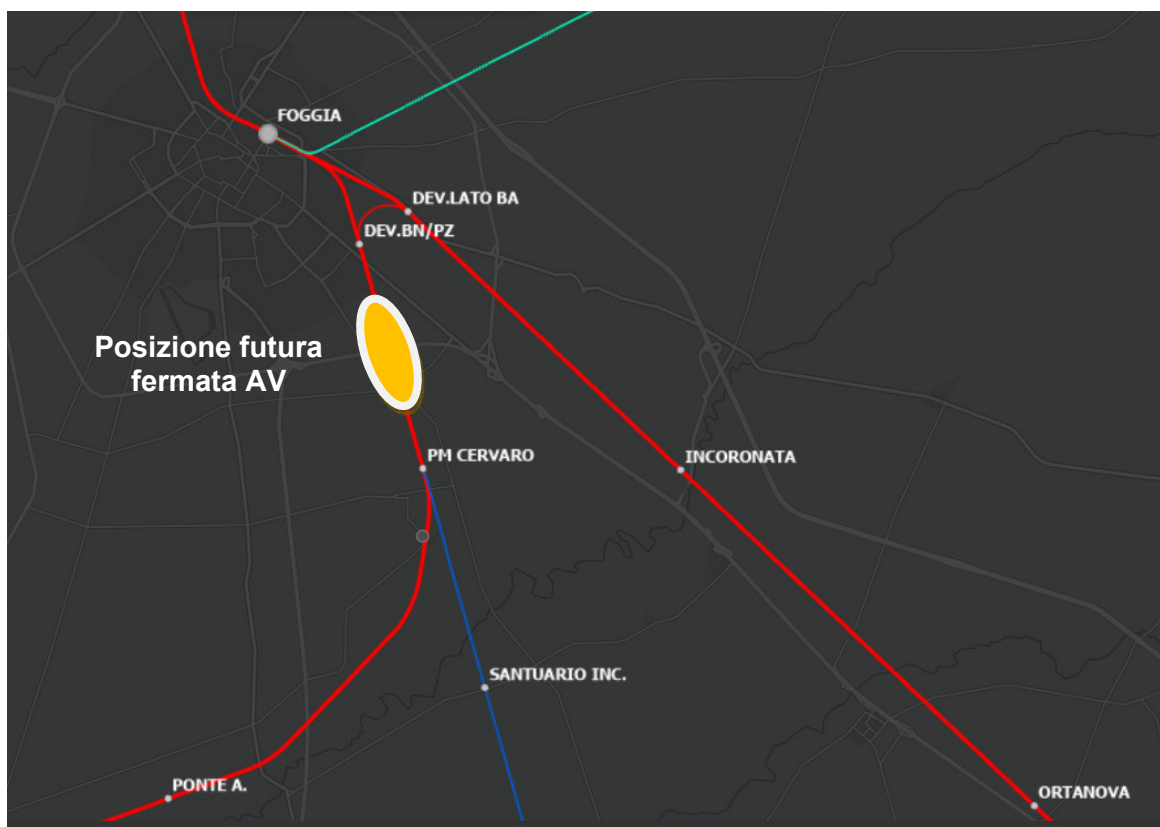 FOGGIA
DEV.LATO BA
DEV.BN/PZ
Posizione futura
fermata AV
PM CERVARO
INCORONATA
SANTUARIO INC.
PONTE A.
ORTANOVA